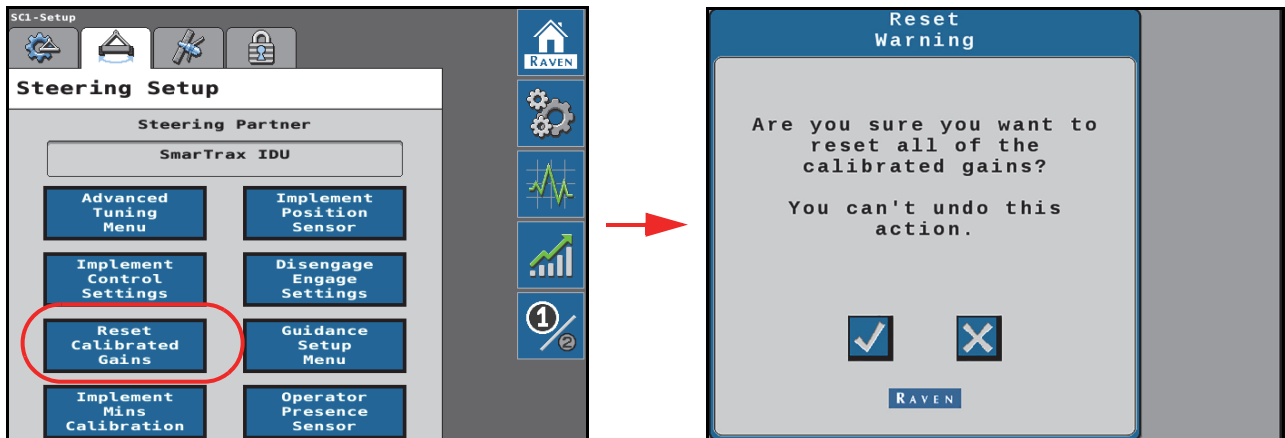 SC1-Setup
RAVEN
Steering Setup
Steering Partner
SmarTrax IDU
Advanced
Tuning
Menu
Implement
Position
Sensor
Implement
Control
Settings
Disengage
Engage
Settings
Reset
Calibrated
Gains
Guidance
Setup
Menu
Implement
Mins
Calibration
Operator
Presence
Sensor
1/2
Reset
Warning
Are you sure you want to
reset all of the
calibrated gains?
You can't undo this
action.
RAVEN